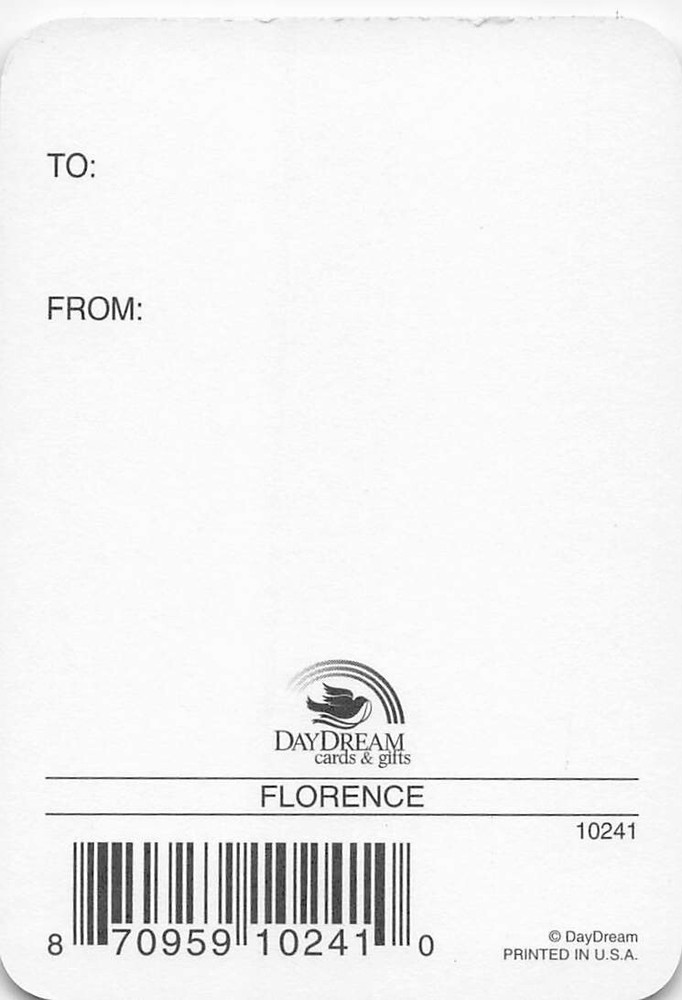 TO:
FROM:
DAYDREAM
cards & gifts
FLORENCE
10241
8 70959 10241 0
© DayDream
PRINTED IN U.S.A.